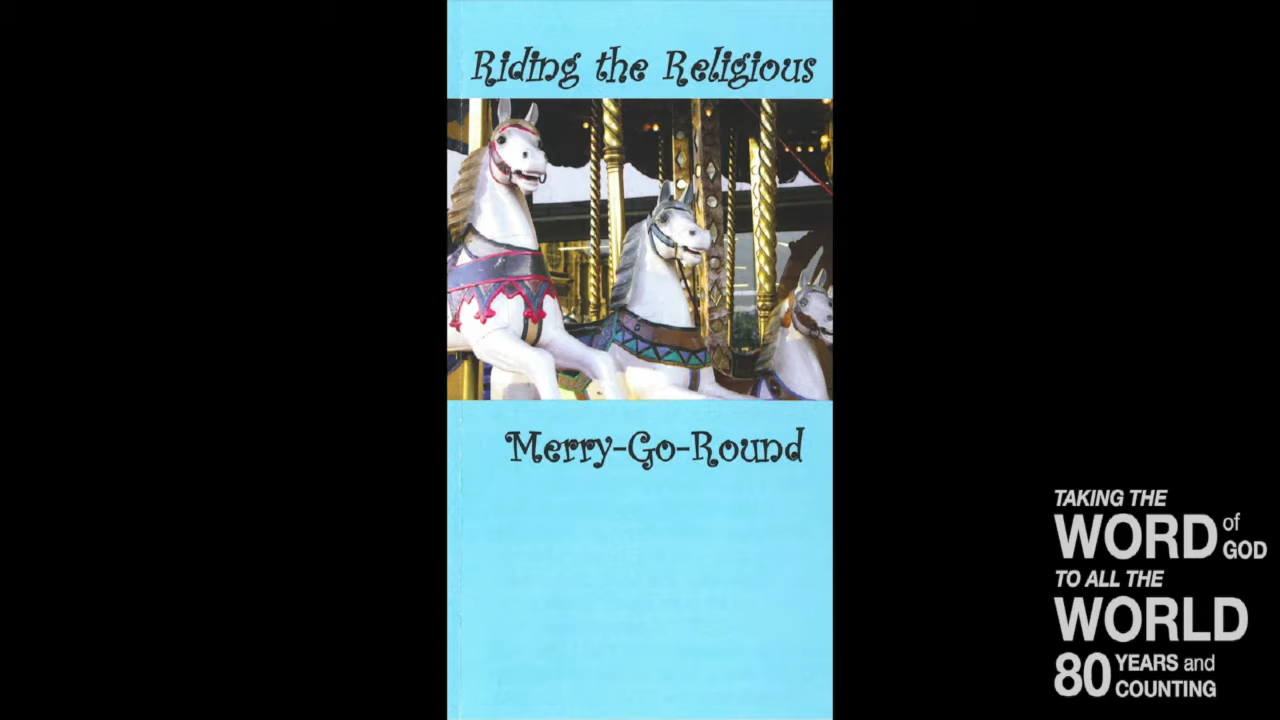 Riding the Religious
Merry-Go-Round
TAKING THE
WORD of GOD
TO ALL THE
WORLD
80 YEARS and
COUNTING